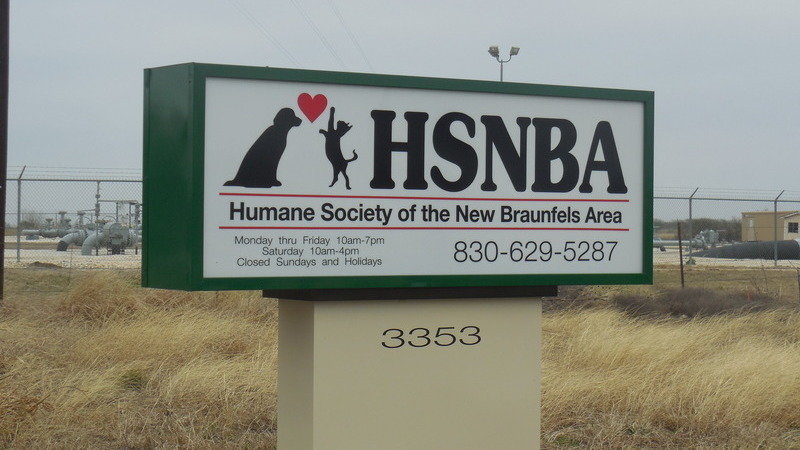 HSNBA
Humane Society of the New Braunfels Area
Monday thru Friday 10am-7pm
Saturday 10am-4pm
Closed Sundays and Holidays
830-629-5287
3353